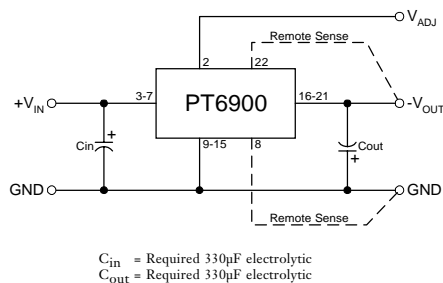 V_ADJ
Remote Sense
2 22
+V_IN
3-7
PT6900
16-21
-V_OUT
Cin
+
9-15
8
Cout
+
GND
GND
Remote Sense
C_in = Required 330µF electrolytic
C_out = Required 330µF electrolytic